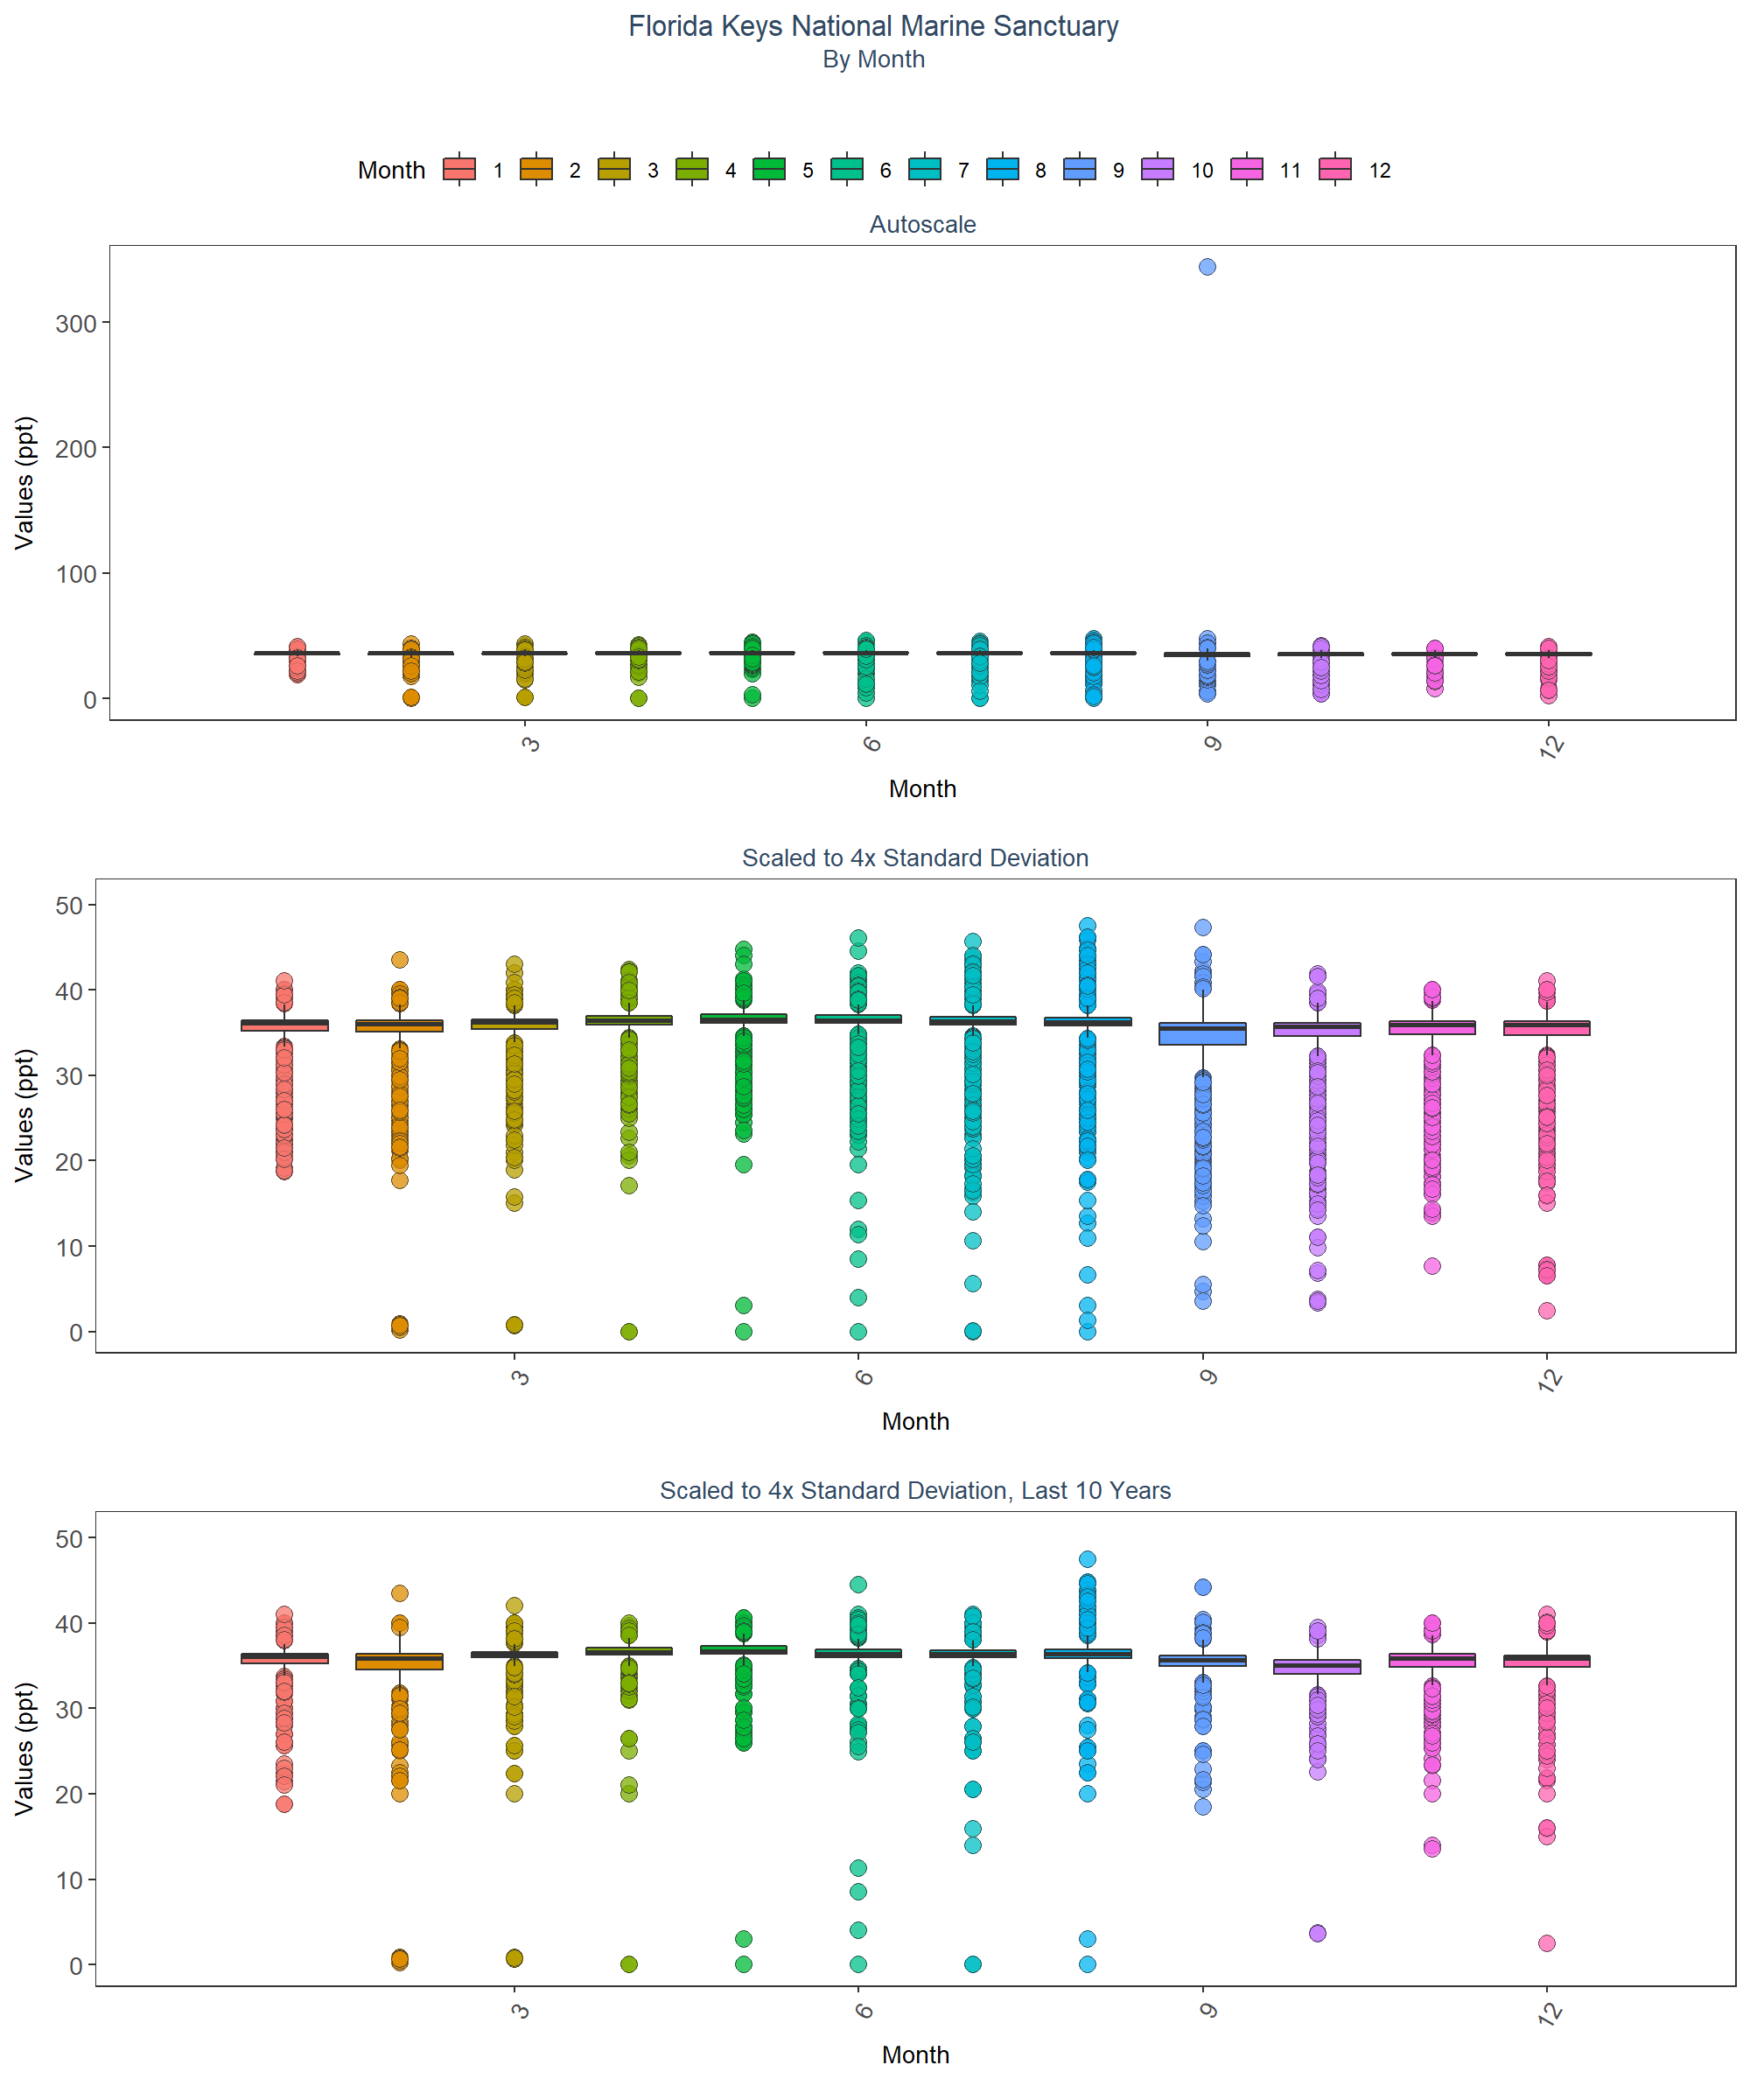 Florida Keys National Marine Sanctuary
By Month
Month 1 2 3 4 5 6 7 8 9 10 11 12
Autoscale
Values (ppt)
300
200
100
0
3 6 9 12
Month
Scaled to 4x Standard Deviation
Values (ppt)
50
40
30
20
10
0
3 6 9 12
Month
Scaled to 4x Standard Deviation, Last 10 Years
Values (ppt)
50
40
30
20
10
0
3 6 9 12
Month